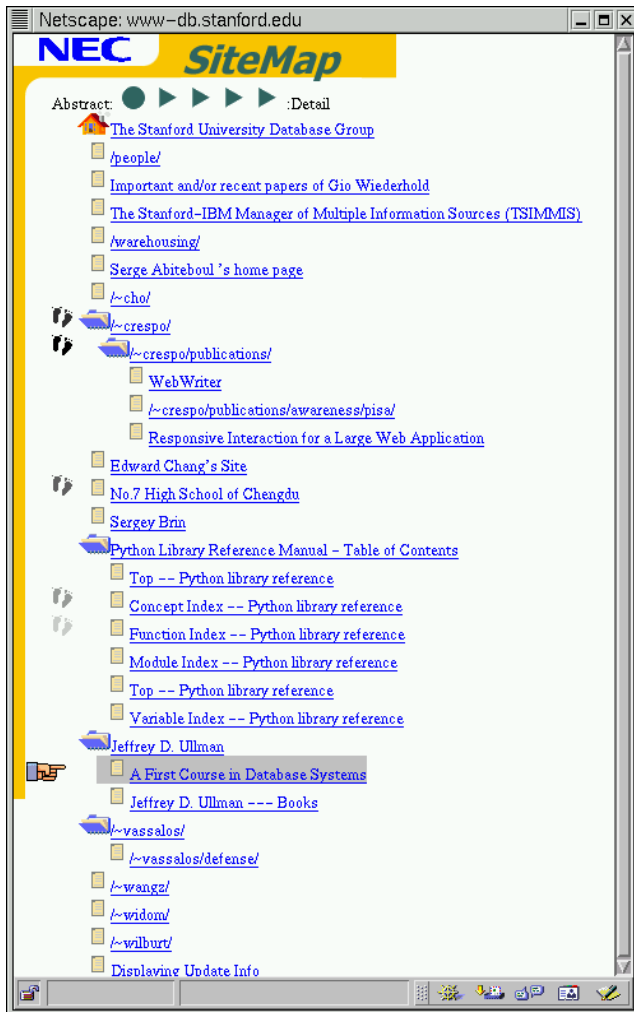 Netscape: www-db.stanford.edu
NEC SiteMap
Abstract: :Detail
The Stanford University Database Group
/people/
Important and/or recent papers of Gio Wiederhold
The Stanford-IBM Manager of Multiple Information Sources (TSIMMIS)
/warehousing/
Serge Abiteboul 's home page
/~cho/
/~crespo/
/~crespo/publications/
WebWriter
/~crespo/publications/awareness/pisa/
Responsive Interaction for a Large Web Application
Edward Chang's Site
No.7 High School of Chengdu
Sergey Brin
Python Library Reference Manual - Table of Contents
Top -- Python library reference
Concept Index -- Python library reference
Function Index -- Python library reference
Module Index -- Python library reference
Top -- Python library reference
Variable Index -- Python library reference
Jeffrey D. Ullman
A First Course in Database Systems
Jeffrey D. Ullman --- Books
/~vassalos/
/~vassalos/defense/
/~wangz/
/~widom/
/~wilburt/
Displaying Update Info